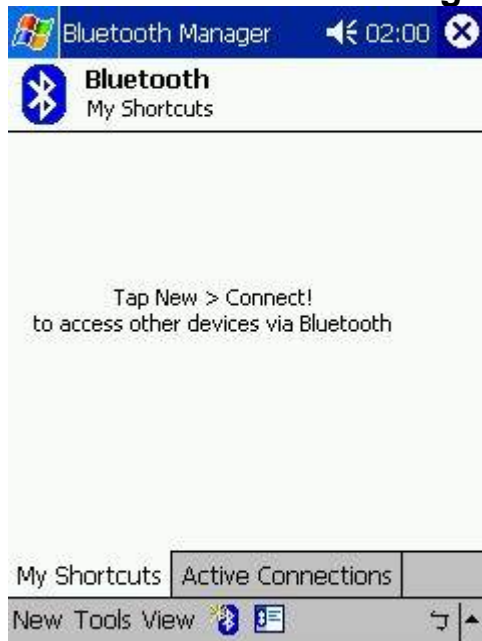 g
Bluetooth Manager 02:00
Bluetooth
My Shortcuts
Tap New > Connect!
to access other devices via Bluetooth
My Shortcuts Active Connections
New Tools View